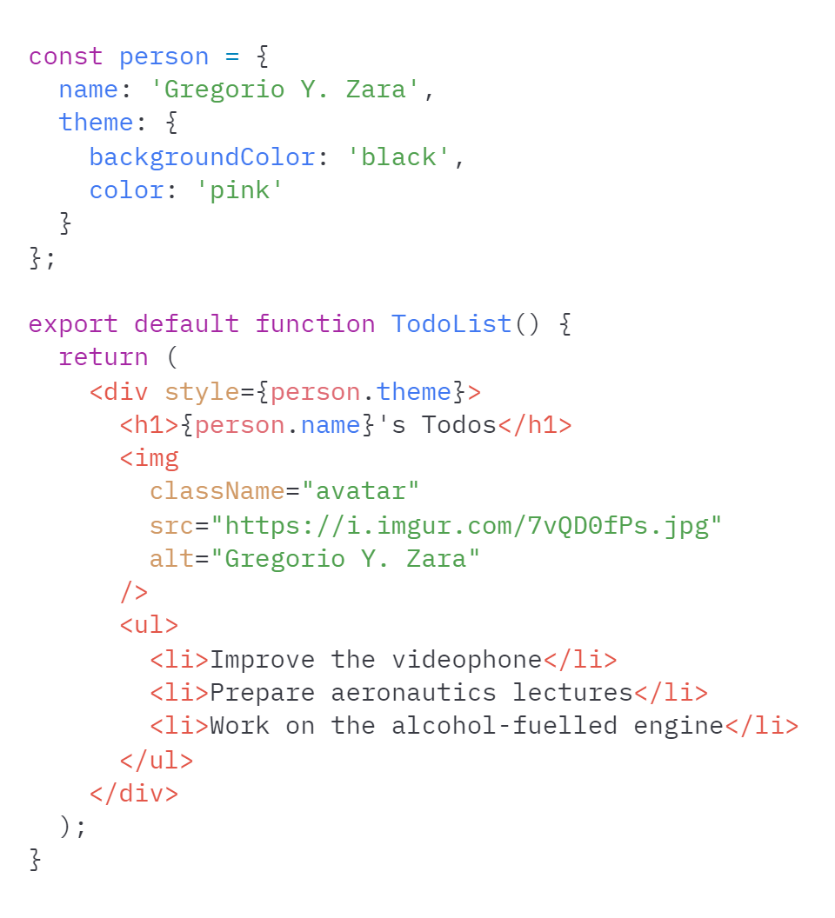 const person = {
  name: 'Gregorio Y. Zara',
  theme: {
    backgroundColor: 'black',
    color: 'pink'
  }
};

export default function TodoList() {
  return (
    <div style={person.theme}>
      <h1>{person.name}'s Todos</h1>
      <img
        className="avatar"
        src="https://i.imgur.com/7vQD0fPs.jpg"
        alt="Gregorio Y. Zara"
      />
      <ul>
        <li>Improve the videophone</li>
        <li>Prepare aeronautics lectures</li>
        <li>Work on the alcohol-fuelled engine</li>
      </ul>
    </div>
  );
}